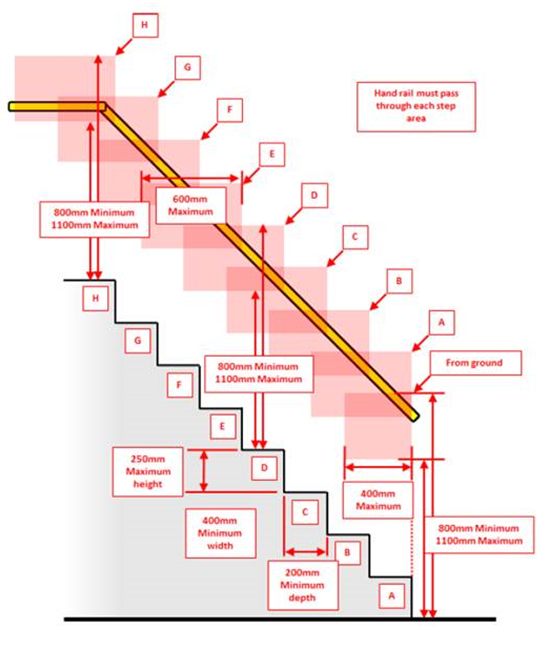 H
G
F
E
D
C
B
A
Hand rail must pass
through each step
area
From ground
600mm
Maximum
800mm Minimum
1100mm Maximum
H
G
F
E
D
C
B
A
800mm Minimum
1100mm Maximum
250mm
Maximum
height
400mm
Minimum
width
200mm
Minimum
depth
400mm
Maximum
800mm Minimum
1100mm Maximum